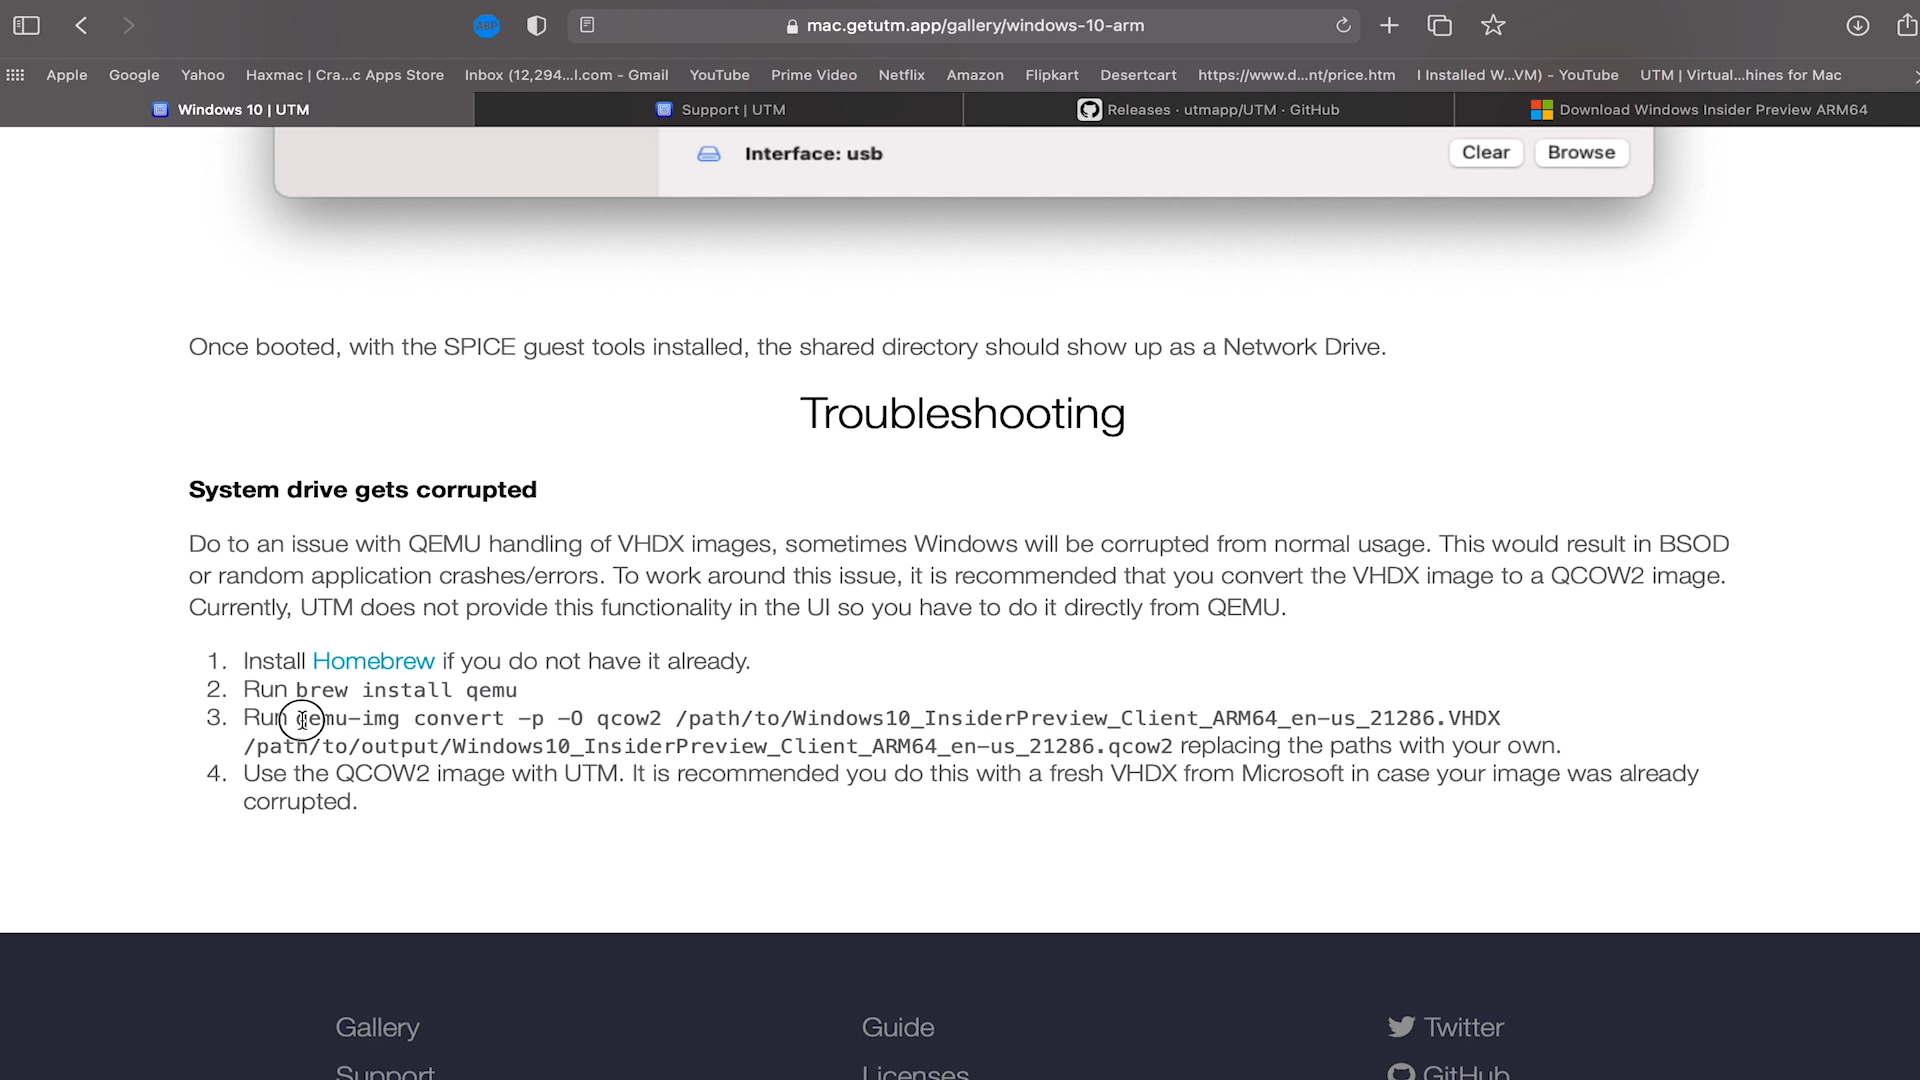 mac.getutm.app/gallery/windows-10-arm
Apple Google Yahoo Haxmac | Cra...c Apps Store Inbox (12,294...l.com - Gmail YouTube Prime Video Netflix Amazon Flipkart Desertcart https://www.d...nt/price.htm I Installed W...VM) - YouTube UTM | Virtual...hines for Mac
Windows 10 | UTM Support | UTM Releases · utmapp/UTM · GitHub Download Windows Insider Preview ARM64
Interface: usb Clear Browse
Once booted, with the SPICE guest tools installed, the shared directory should show up as a Network Drive.
Troubleshooting
System drive gets corrupted
Do to an issue with QEMU handling of VHDX images, sometimes Windows will be corrupted from normal usage. This would result in BSOD
or random application crashes/errors. To work around this issue, it is recommended that you convert the VHDX image to a QCOW2 image.
Currently, UTM does not provide this functionality in the UI so you have to do it directly from QEMU.
1. Install Homebrew if you do not have it already.
2. Run brew install qemu
3. Run qemu-img convert -p -O qcow2 /path/to/Windows10_InsiderPreview_Client_ARM64_en-us_21286.VHDX
/path/to/output/Windows10_InsiderPreview_Client_ARM64_en-us_21286.qcow2 replacing the paths with your own.
4. Use the QCOW2 image with UTM. It is recommended you do this with a fresh VHDX from Microsoft in case your image was already
corrupted.
Gallery Guide Twitter
Support Licenses GitHub